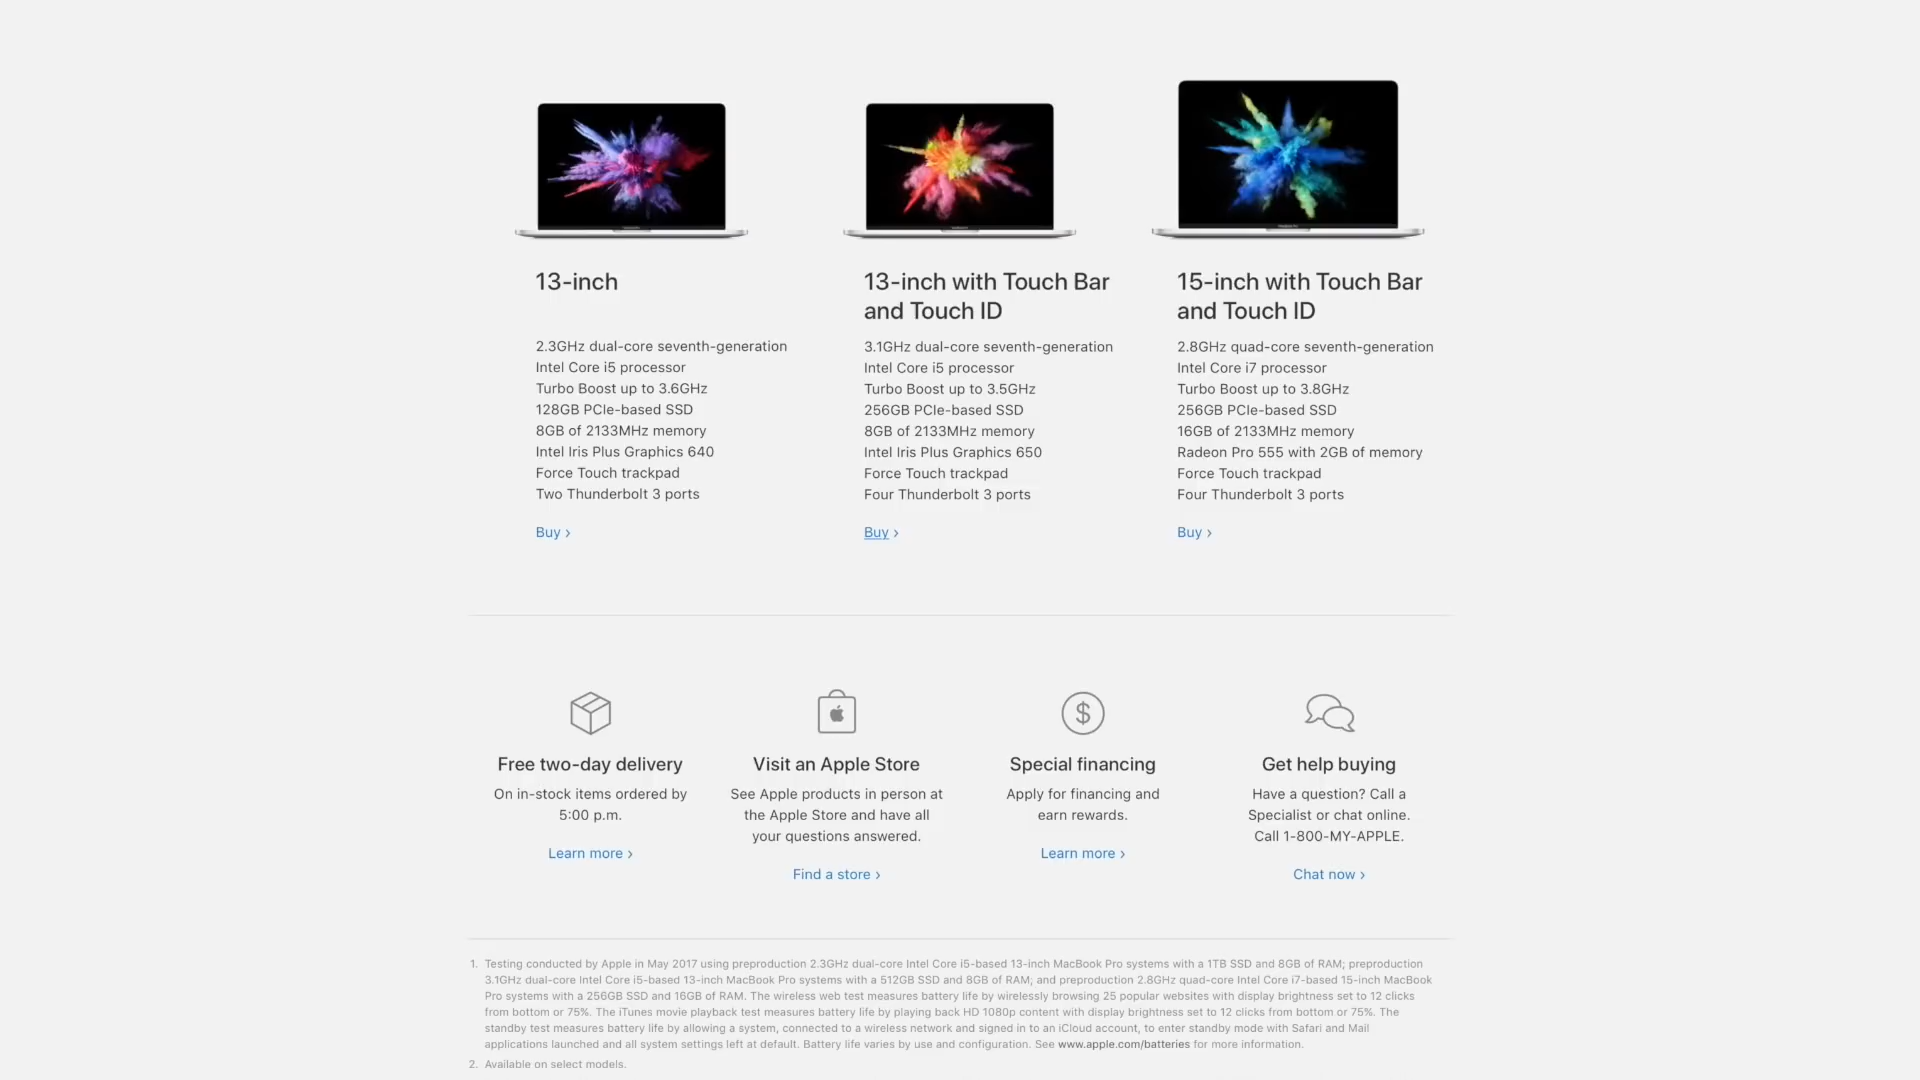 13-inch
2.3GHz dual-core seventh-generation
Intel Core i5 processor
Turbo Boost up to 3.6GHz
128GB PCIe-based SSD
8GB of 2133MHz memory
Intel Iris Plus Graphics 640
Force Touch trackpad
Two Thunderbolt 3 ports
Buy ›
13-inch with Touch Bar
and Touch ID
3.1GHz dual-core seventh-generation
Intel Core i5 processor
Turbo Boost up to 3.5GHz
256GB PCIe-based SSD
8GB of 2133MHz memory
Intel Iris Plus Graphics 650
Force Touch trackpad
Four Thunderbolt 3 ports
Buy ›
15-inch with Touch Bar
and Touch ID
2.8GHz quad-core seventh-generation
Intel Core i7 processor
Turbo Boost up to 3.8GHz
256GB PCIe-based SSD
16GB of 2133MHz memory
Radeon Pro 555 with 2GB of memory
Force Touch trackpad
Four Thunderbolt 3 ports
Buy ›
Free two-day delivery
On in-stock items ordered by
5:00 p.m.
Learn more ›
Visit an Apple Store
See Apple products in person at
the Apple Store and have all
your questions answered.
Find a store ›
$
Special financing
Apply for financing and
earn rewards.
Learn more ›
Get help buying
Have a question? Call a
Specialist or chat online.
Call 1-800-MY-APPLE.
Chat now ›
1. Testing conducted by Apple in May 2017 using preproduction 2.3GHz dual-core Intel Core i5-based 13-inch MacBook Pro systems with a 1TB SSD and 8GB of RAM; preproduction
3.1GHz dual-core Intel Core i5-based 13-inch MacBook Pro systems with a 512GB SSD and 8GB of RAM; and preproduction 2.8GHz quad-core Intel Core i7-based 15-inch MacBook
Pro systems with a 256GB SSD and 16GB of RAM. The wireless web test measures battery life by wirelessly browsing 25 popular websites with display brightness set to 12 clicks
from bottom or 75%. The iTunes movie playback test measures battery life by playing back HD 1080p content with display brightness set to 12 clicks from bottom or 75%. The
standby test measures battery life by allowing a system, connected to a wireless network and signed in to an iCloud account, to enter standby mode with Safari and Mail
applications launched and all system settings left at default. Battery life varies by use and configuration. See www.apple.com/batteries for more information.
2. Available on select models.